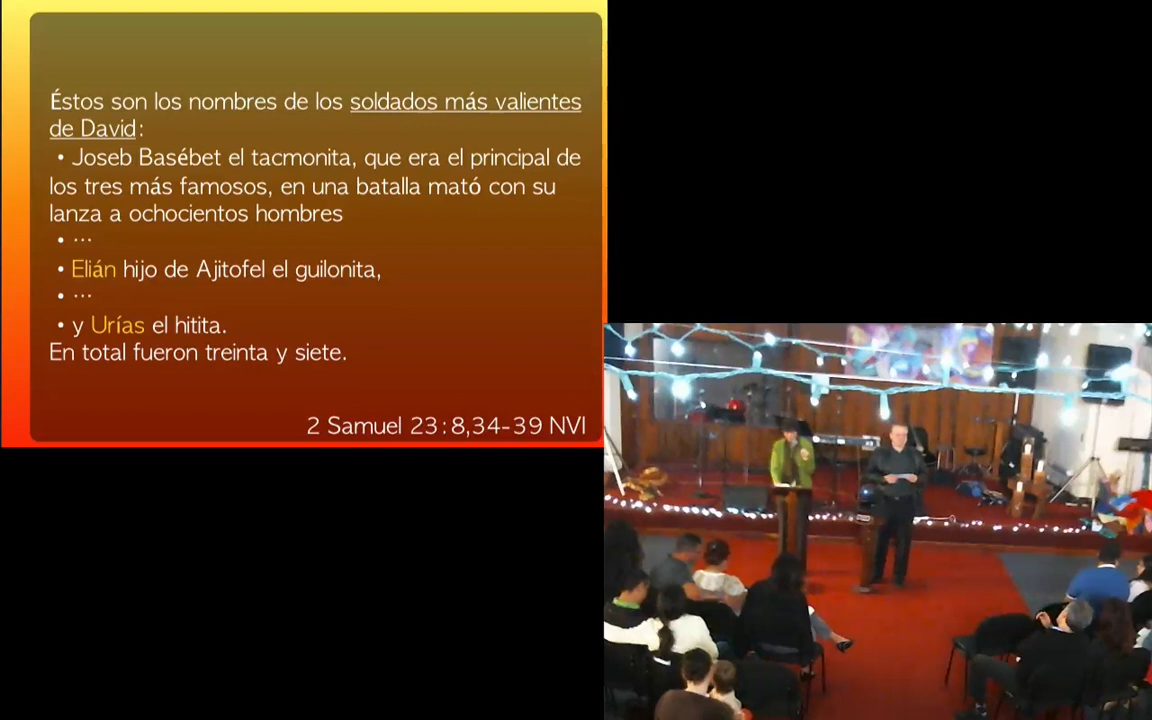 Éstos son los nombres de los soldados más valientes
de David:
• Joseb Basébet el tacmonita, que era el principal de
los tres más famosos, en una batalla mató con su
lanza a ochocientos hombres
• ...
• Elián hijo de Ajitofel el guilonita,
• ...
• y Urías el hitita.
En total fueron treinta y siete.
2 Samuel 23:8,34-39 NVI